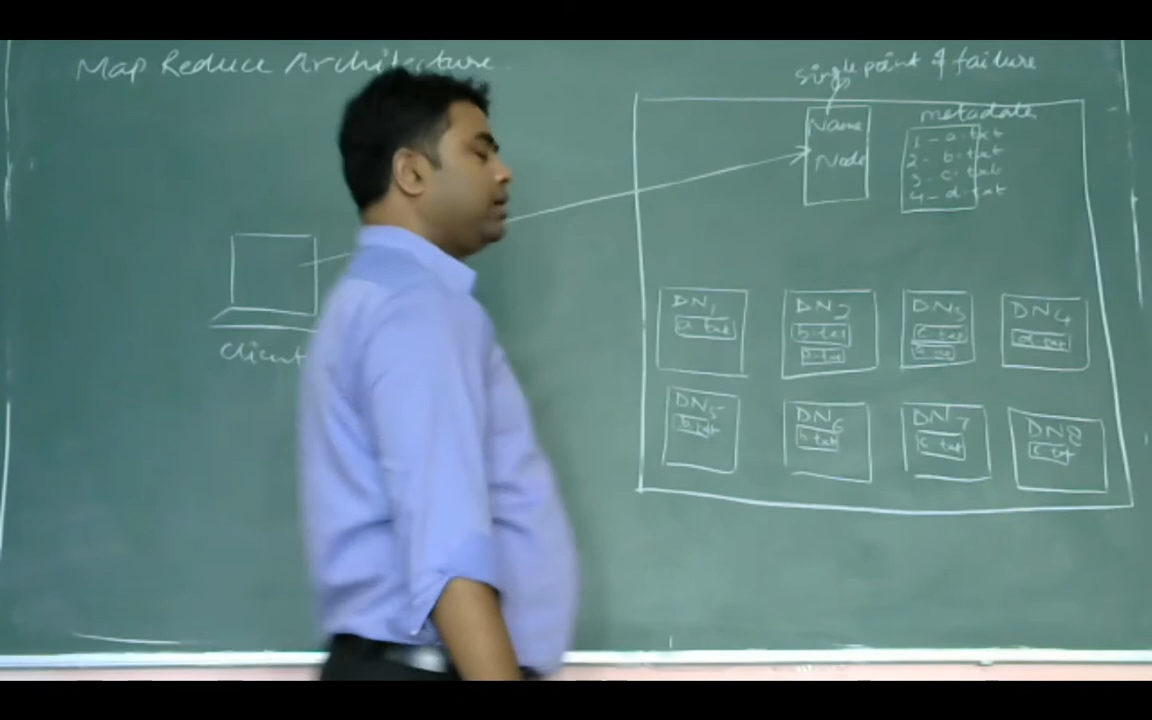 Map Reduce Architecture
Single point of failure
Name
Node
metadata
1 - a.txt
2 - b.txt
3 - c.txt
4 - d.txt
client
DN1
a.txt
DN2
b.txt
a.txt
DN3
c.txt
DN4
d.txt
DN5
b.txt
DN6
b.txt
DN7
c.txt
DN8
c.txt